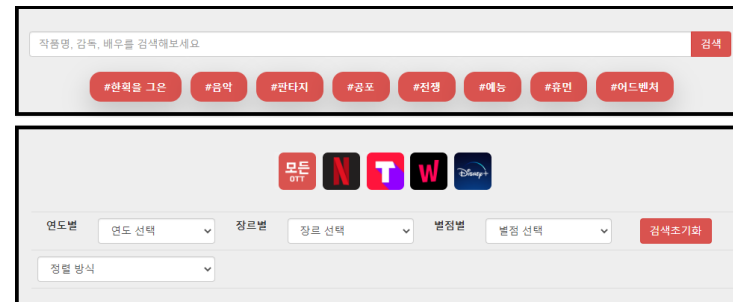 작품명, 감독, 배우를 검색해보세요 검색
#한획을 그은 #음악 #판타지 #공포 #전쟁 #예능 #휴먼 #어드벤처
모든
OTT
N T W Disney+
연도별 연도 선택 장르별 장르 선택 별점별 별점 선택 검색초기화
정렬 방식